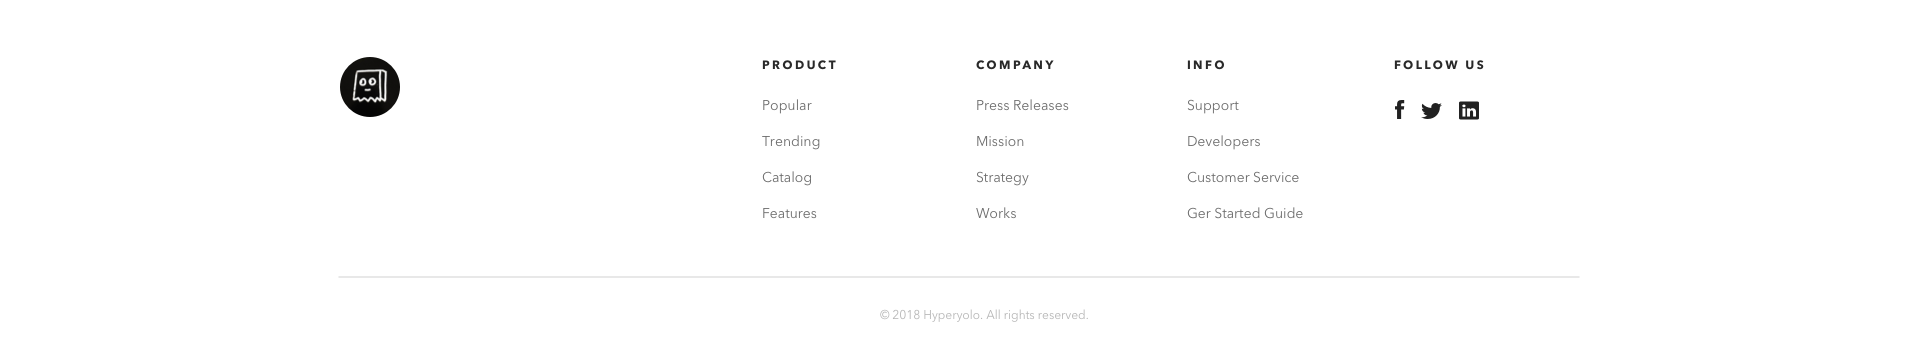 PRODUCT
Popular
Trending
Catalog
Features
COMPANY
Press Releases
Mission
Strategy
Works
INFO
Support
Developers
Customer Service
Ger Started Guide
FOLLOW US
© 2018 Hyperyolo. All rights reserved.